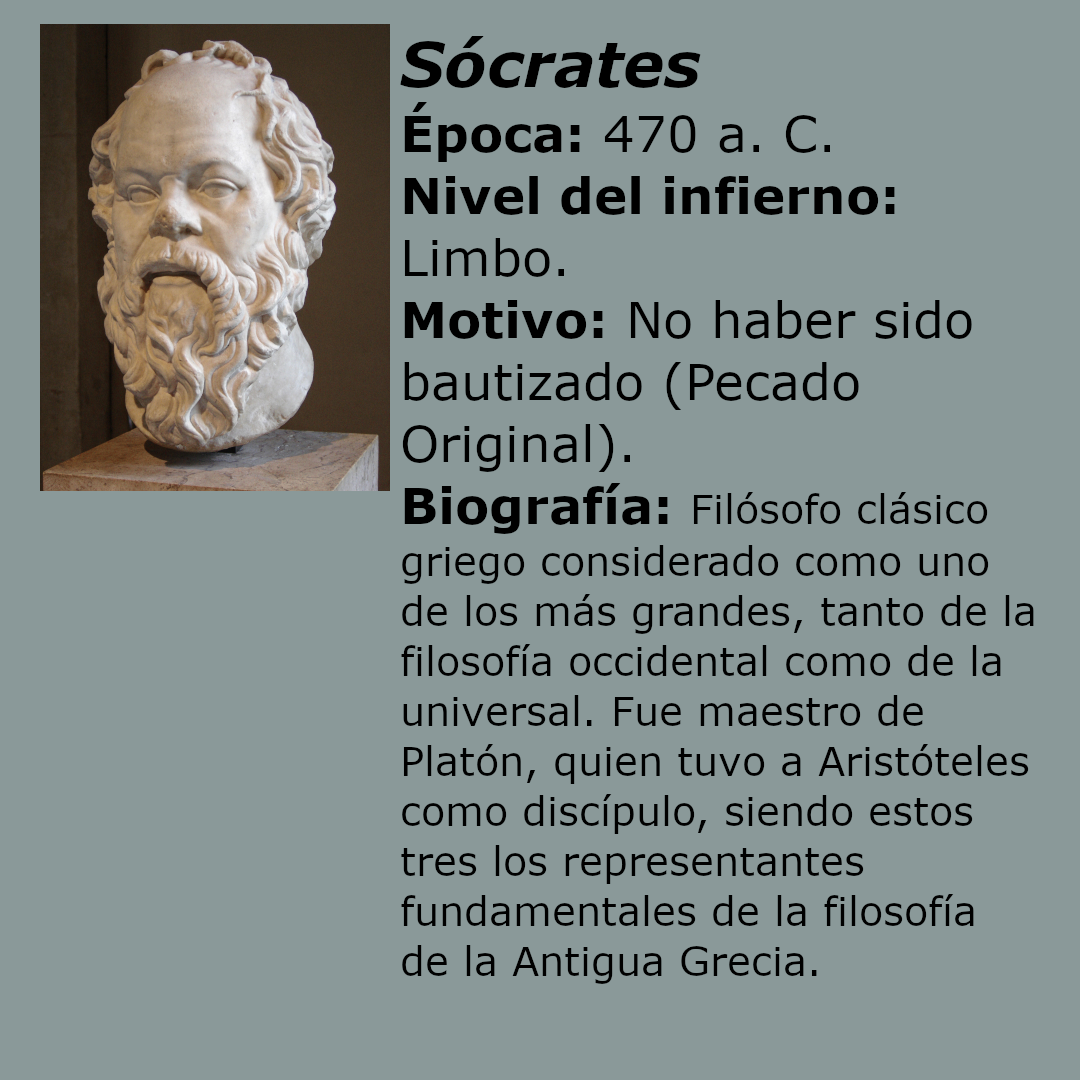 Sócrates
Época: 470 a. C.
Nivel del infierno:
Limbo.
Motivo: No haber sido
bautizado (Pecado
Original).
Biografía: Filósofo clásico
griego considerado como uno
de los más grandes, tanto de la
filosofía occidental como de la
universal. Fue maestro de
Platón, quien tuvo a Aristóteles
como discípulo, siendo estos
tres los representantes
fundamentales de la filosofía
de la Antigua Grecia.